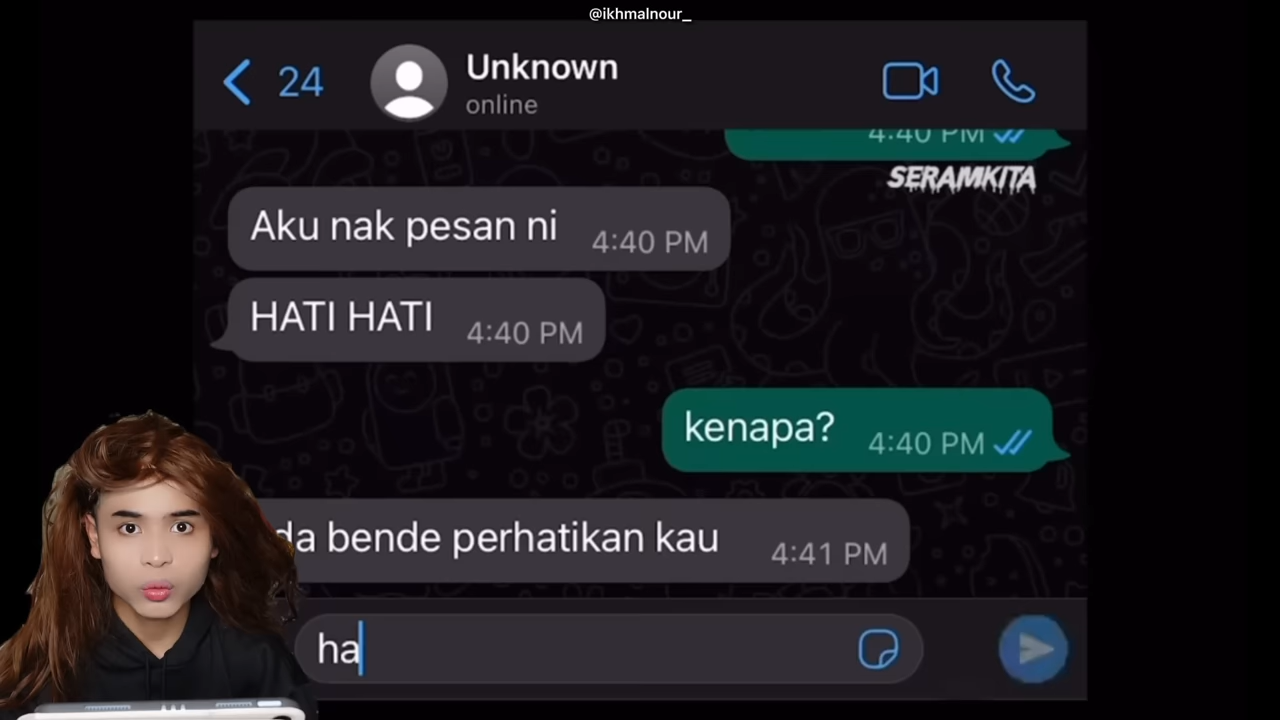 @ikhmalnour_
24
Unknown
online
4:40 PM
SERAMKITA
Aku nak pesan ni 4:40 PM
HATI HATI 4:40 PM
kenapa? 4:40 PM
da bende perhatikan kau 4:41 PM
ha